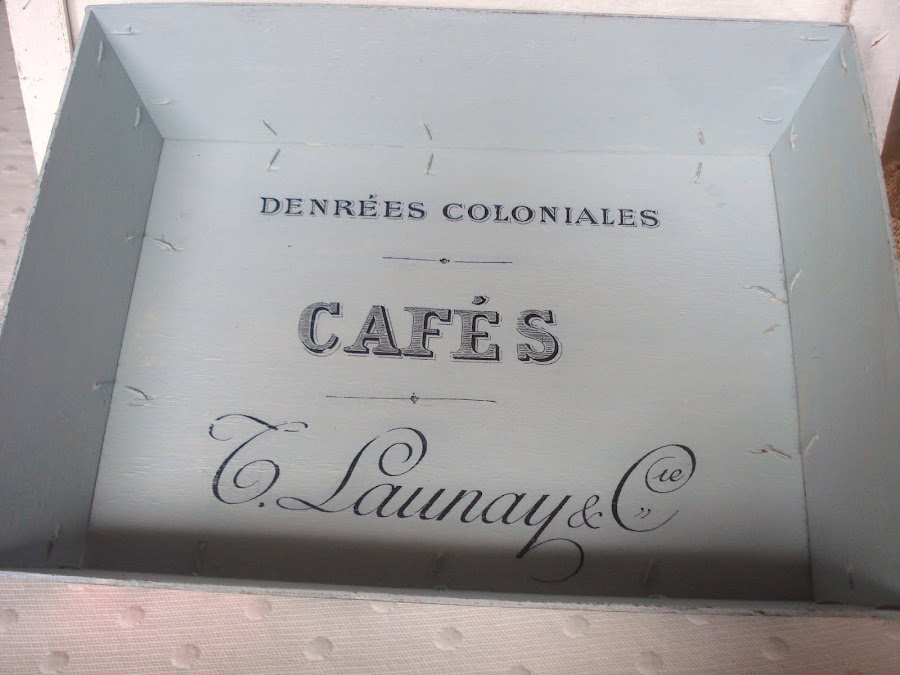 DENRÉES COLONIALES
CAFÉS
T. Launay & Cie